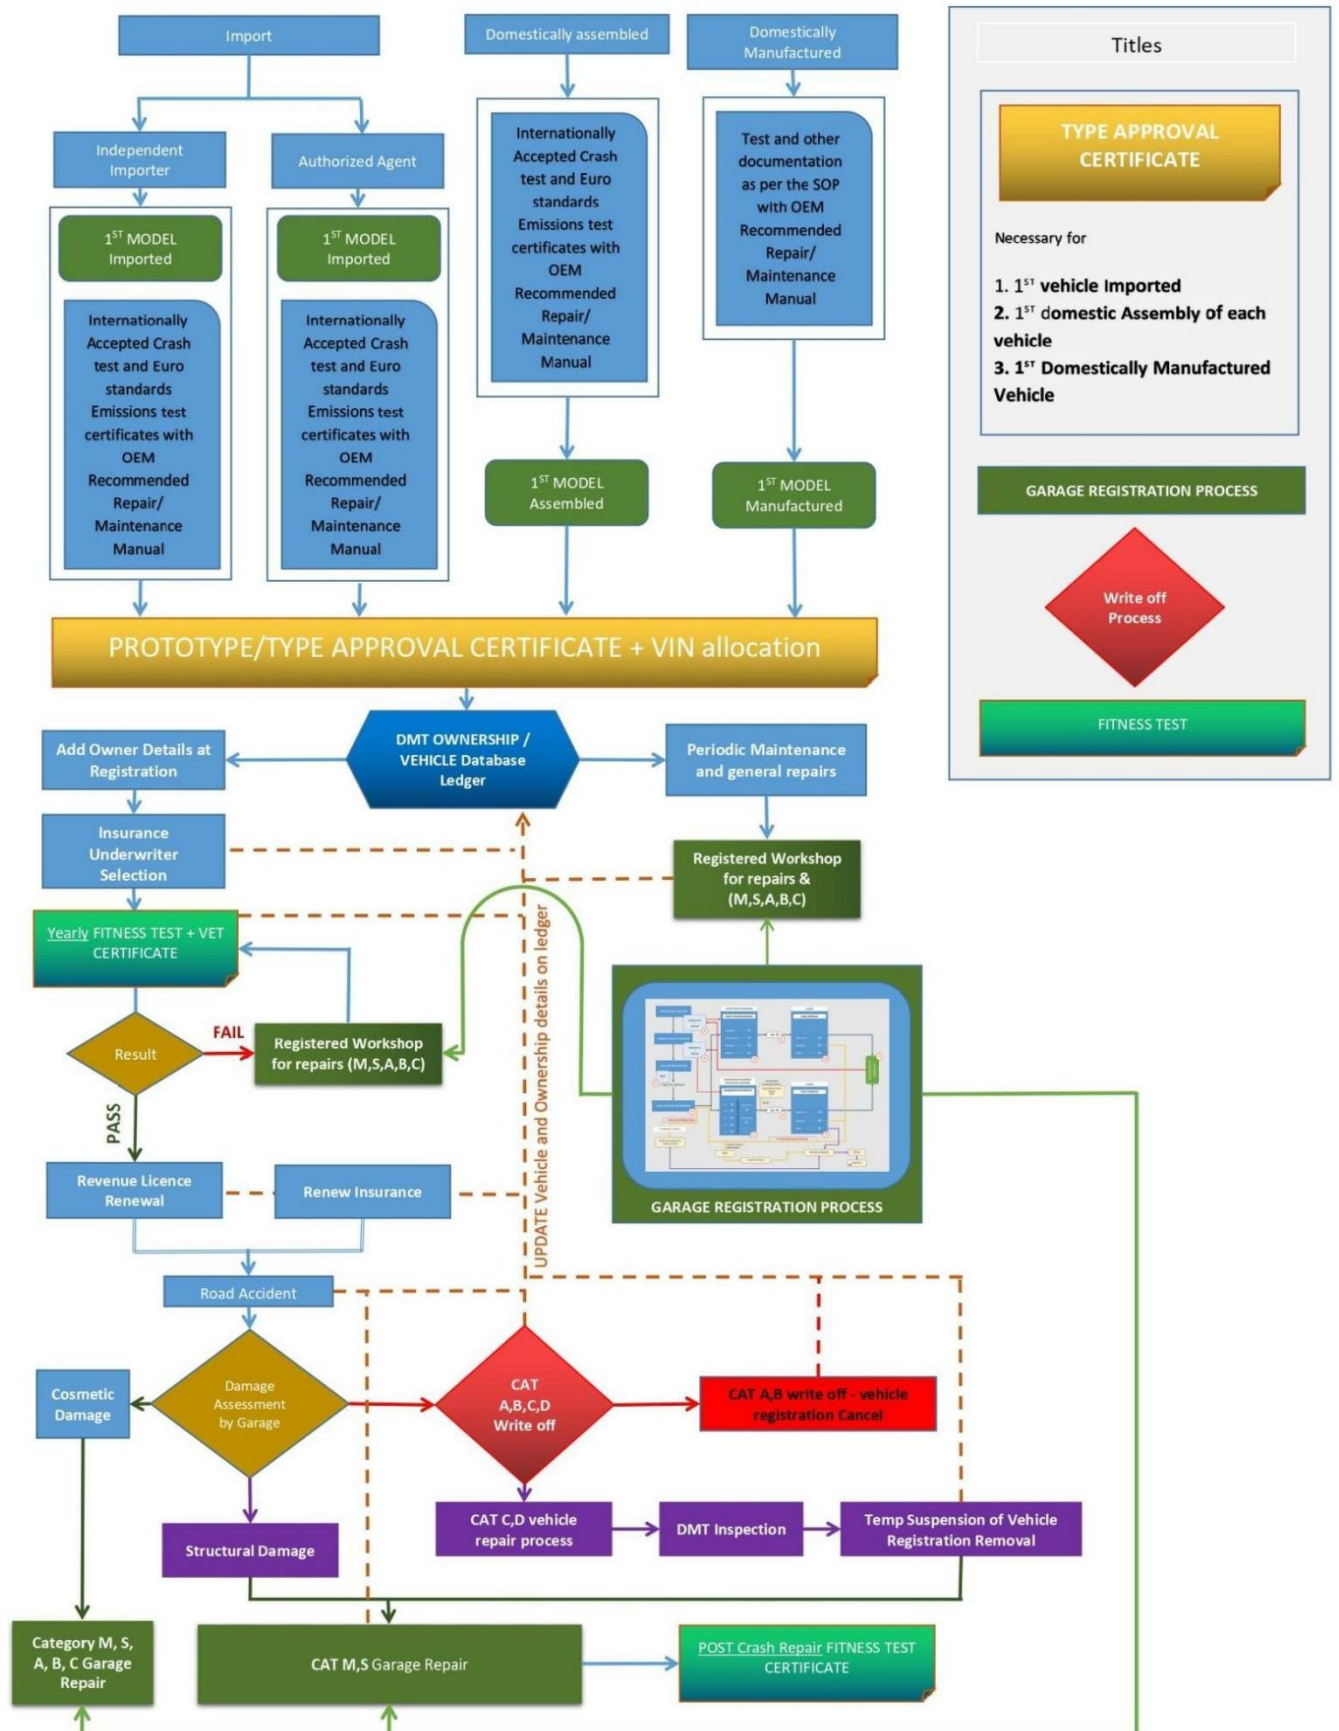 Import
Domestically assembled
Domestically
Manufactured
Independent
Importer
Authorized Agent
1ST MODEL
Imported
1ST MODEL
Imported
Internationally
Accepted Crash
test and Euro
standards
Emissions test
certificates with
OEM
Recommended
Repair/
Maintenance
Manual
Internationally
Accepted Crash
test and Euro
standards
Emissions test
certificates with
OEM
Recommended
Repair/
Maintenance
Manual
Internationally
Accepted Crash
test and Euro
standards
Emissions test
certificates with
OEM
Recommended
Repair/
Maintenance
Manual
Test and other
documentation
as per the SOP
with OEM
Recommended
Repair/
Maintenance
Manual
1ST MODEL
Assembled
1ST MODEL
Manufactured
Titles
TYPE APPROVAL
CERTIFICATE
Necessary for
1. 1ST vehicle Imported
2. 1ST domestic Assembly of each
vehicle
3. 1ST Domestically Manufactured
Vehicle
GARAGE REGISTRATION PROCESS
Write off
Process
FITNESS TEST
PROTOTYPE/TYPE APPROVAL CERTIFICATE + VIN allocation
Add Owner Details at
Registration
DMT OWNERSHIP /
VEHICLE Database
Ledger
Periodic Maintenance
and general repairs
Insurance
Underwriter
Selection
Registered Workshop
for repairs &
(M,S,A,B,C)
Yearly FITNESS TEST + VET
CERTIFICATE
Result
FAIL
Registered Workshop
for repairs (M,S,A,B,C)
PASS
UPDATE Vehicle and Ownership details on ledger
GARAGE REGISTRATION PROCESS
Revenue Licence
Renewal
Renew Insurance
Road Accident
Cosmetic
Damage
Damage
Assessment
by Garage
CAT
A,B,C,D
Write off
CAT A,B write off - vehicle
registration Cancel
Structural Damage
CAT C,D vehicle
repair process
DMT Inspection
Temp Suspension of Vehicle
Registration Removal
Category M, S,
A, B, C Garage
Repair
CAT M,S Garage Repair
POST Crash Repair FITNESS TEST
CERTIFICATE